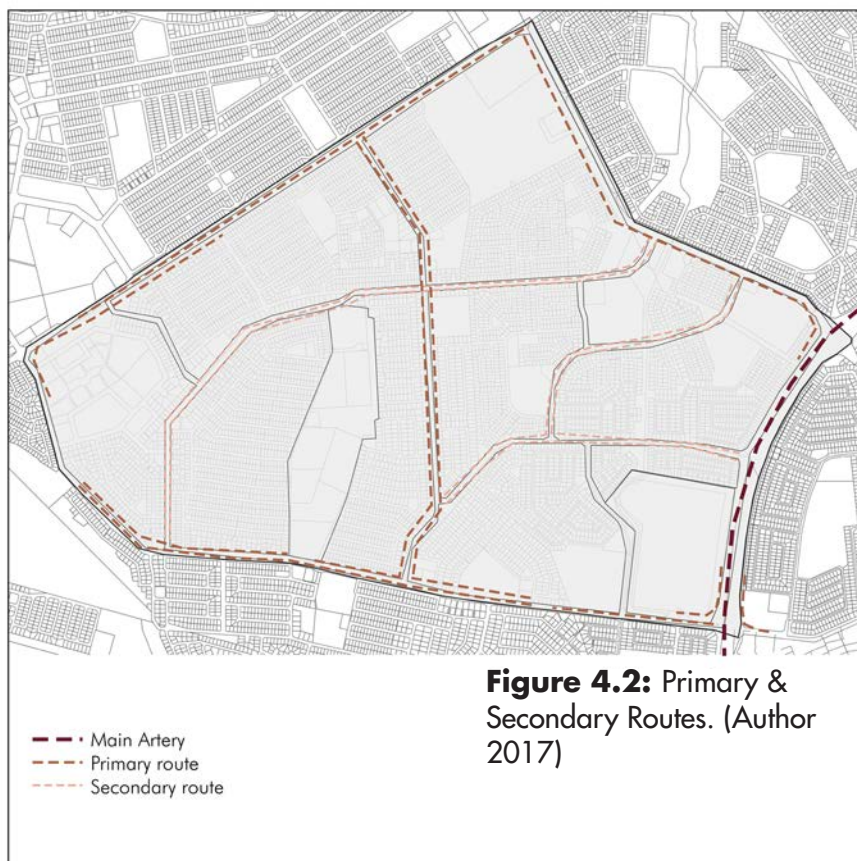 Figure 4.2: Primary &
Secondary Routes. (Author
2017)
Main Artery
Primary route
Secondary route